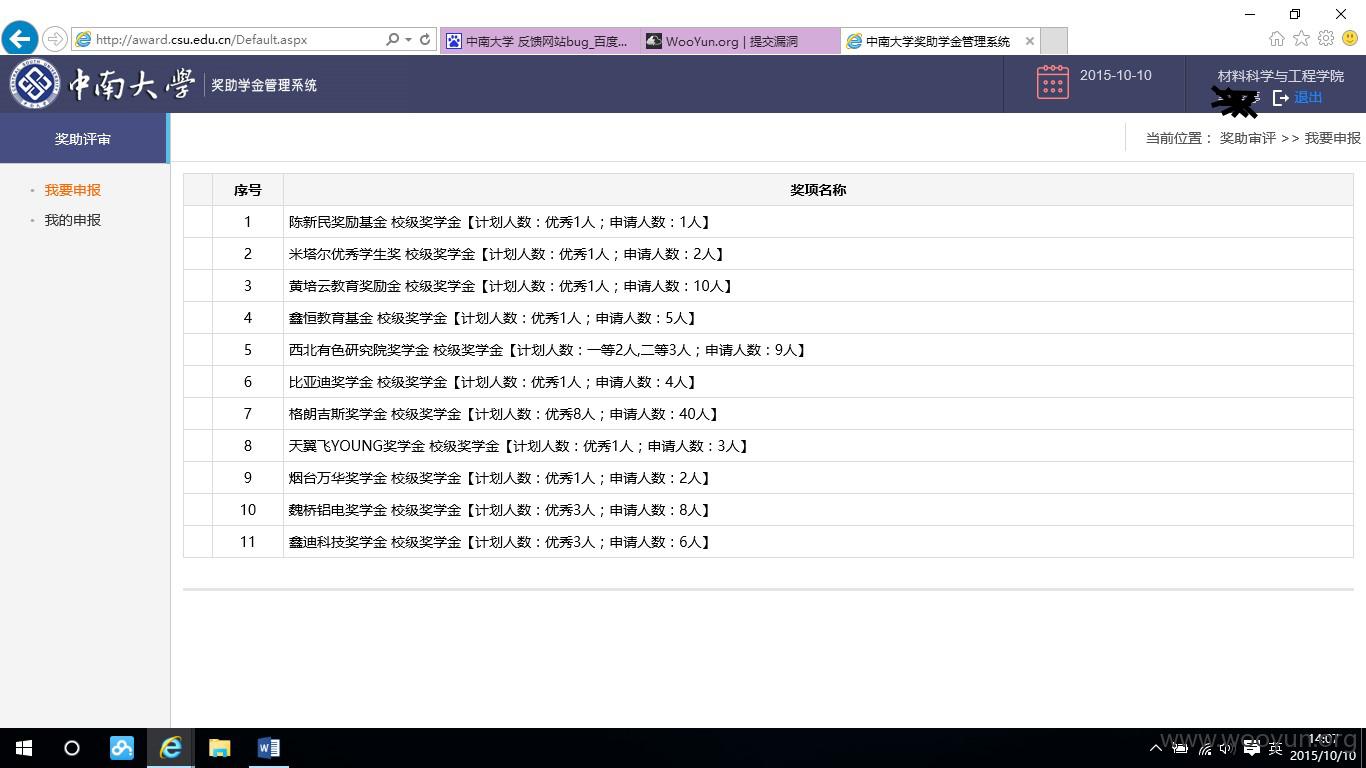 http://award.csu.edu.cn/Default.aspx
中南大学 反馈网站bug_百度...
WooYun.org | 提交漏洞
中南大学奖助学金管理系统
中南大学
奖助学金管理系统
2015-10-10
材料科学与工程学院
退出
奖助评审
当前位置： 奖助审评 >> 我要申报
我要申报
我的申报
序号 奖项名称
1 陈新民奖励基金 校级奖学金【计划人数：优秀1人；申请人数：1人】
2 米塔尔优秀学生奖 校级奖学金【计划人数：优秀1人；申请人数：2人】
3 黄培云教育奖励金 校级奖学金【计划人数：优秀1人；申请人数：10人】
4 鑫恒教育基金 校级奖学金【计划人数：优秀1人；申请人数：5人】
5 西北有色研究院奖学金 校级奖学金【计划人数：一等2人,二等3人；申请人数：9人】
6 比亚迪奖学金 校级奖学金【计划人数：优秀1人；申请人数：4人】
7 格朗吉斯奖学金 校级奖学金【计划人数：优秀8人；申请人数：40人】
8 天翼飞YOUNG奖学金 校级奖学金【计划人数：优秀1人；申请人数：3人】
9 烟台万华奖学金 校级奖学金【计划人数：优秀1人；申请人数：2人】
10 魏桥铝电奖学金 校级奖学金【计划人数：优秀3人；申请人数：8人】
11 鑫迪科技奖学金 校级奖学金【计划人数：优秀3人；申请人数：6人】
www.wooyun.org
英
14:07
2015/10/10